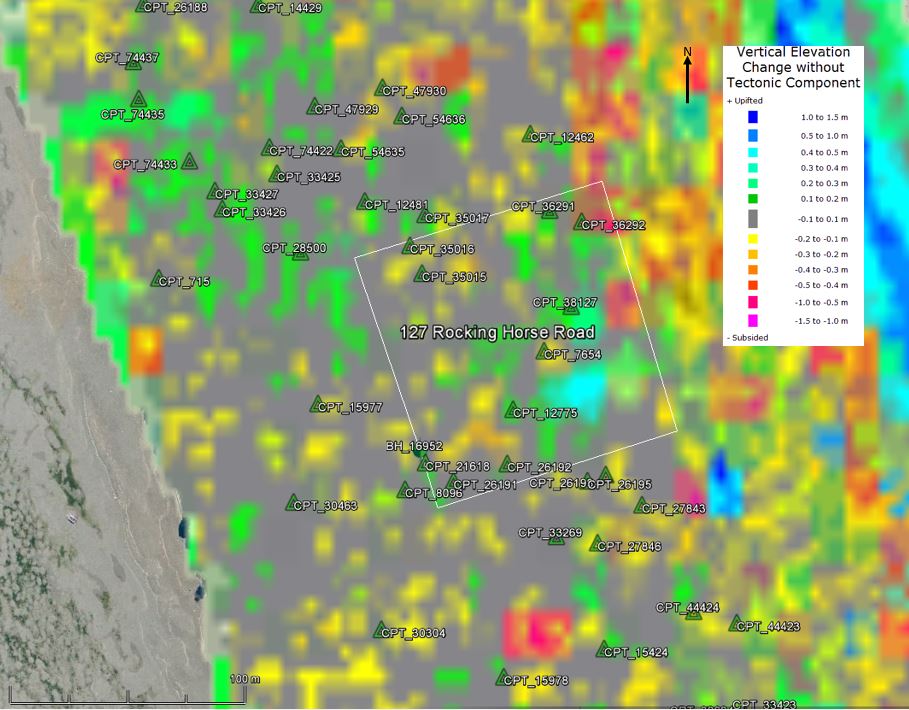 CPT_26188
CPT_14429
CPT_74437
CPT_47930
CPT_74435
CPT_47929
CPT_54636
CPT_12462
CPT_74422
CPT_54635
CPT_74433
CPT_33425
CPT_33427
CPT_33426
CPT_12481
CPT_35017
CPT_36291
CPT_36292
CPT_28500
CPT_35016
CPT_715
CPT_35015
CPT_38127
127 Rocking Horse Road
CPT_7654
CPT_15977
CPT_12775
BH_16952
CPT_21618
CPT_26192
CPT_26191
CPT_2619
CPT_26195
CPT_8096
CPT_30463
CPT_27843
CPT_33269
CPT_27846
CPT_44424
CPT_44423
CPT_30304
CPT_15424
CPT_15978
CPT_33423
100 m
N
Vertical Elevation
Change without
Tectonic Component
+ Upifted
1.0 to 1.5 m
0.5 to 1.0 m
0.4 to 0.5 m
0.3 to 0.4 m
0.2 to 0.3 m
0.1 to 0.2 m
-0.1 to 0.1 m
-0.2 to -0.1 m
-0.3 to -0.2 m
-0.4 to -0.3 m
-0.5 to -0.4 m
-1.0 to -0.5 m
-1.5 to -1.0 m
- Subsided